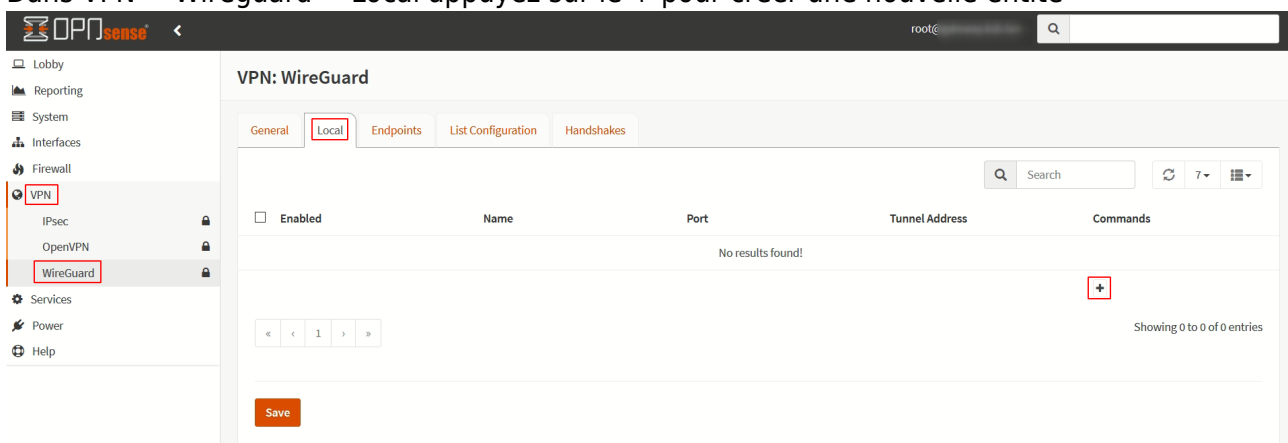 Dans VPN > Wireguard > Local appuyez sur le + pour créer une nouvelle entité
OPNsense
root@
Lobby
Reporting
System
Interfaces
Firewall
VPN
IPsec
OpenVPN
WireGuard
Services
Power
Help
VPN: WireGuard
General Local Endpoints List Configuration Handshakes
Search 7
Enabled Name Port Tunnel Address Commands
No results found!
+
« ‹ 1 › » Showing 0 to 0 of 0 entries
Save